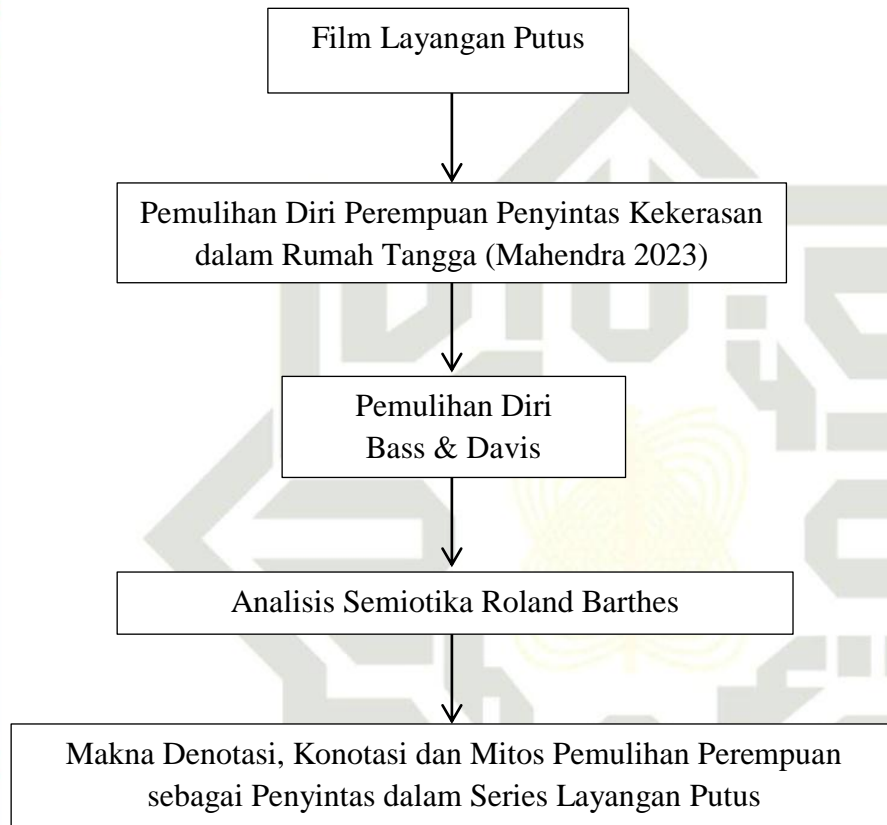 Film Layangan Putus
Pemulihan Diri Perempuan Penyintas Kekerasan
dalam Rumah Tangga (Mahendra 2023)
Pemulihan Diri
Bass & Davis
Analisis Semiotika Roland Barthes
Makna Denotasi, Konotasi dan Mitos Pemulihan Perempuan
sebagai Penyintas dalam Series Layangan Putus